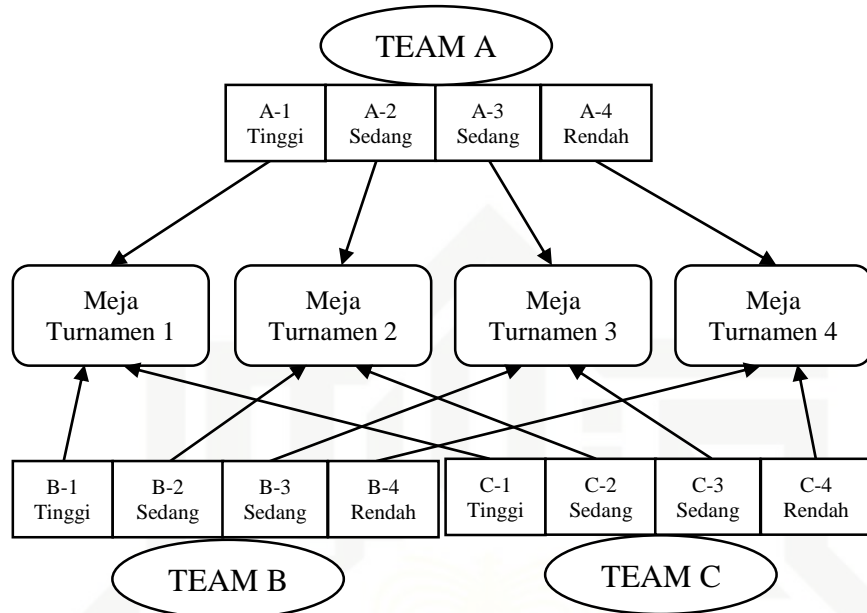 TEAM A
A-1
Tinggi
A-2
Sedang
A-3
Sedang
A-4
Rendah
Meja
Turnamen 1
Meja
Turnamen 2
Meja
Turnamen 3
Meja
Turnamen 4
B-1
Tinggi
B-2
Sedang
B-3
Sedang
B-4
Rendah
C-1
Tinggi
C-2
Sedang
C-3
Sedang
C-4
Rendah
TEAM B
TEAM C